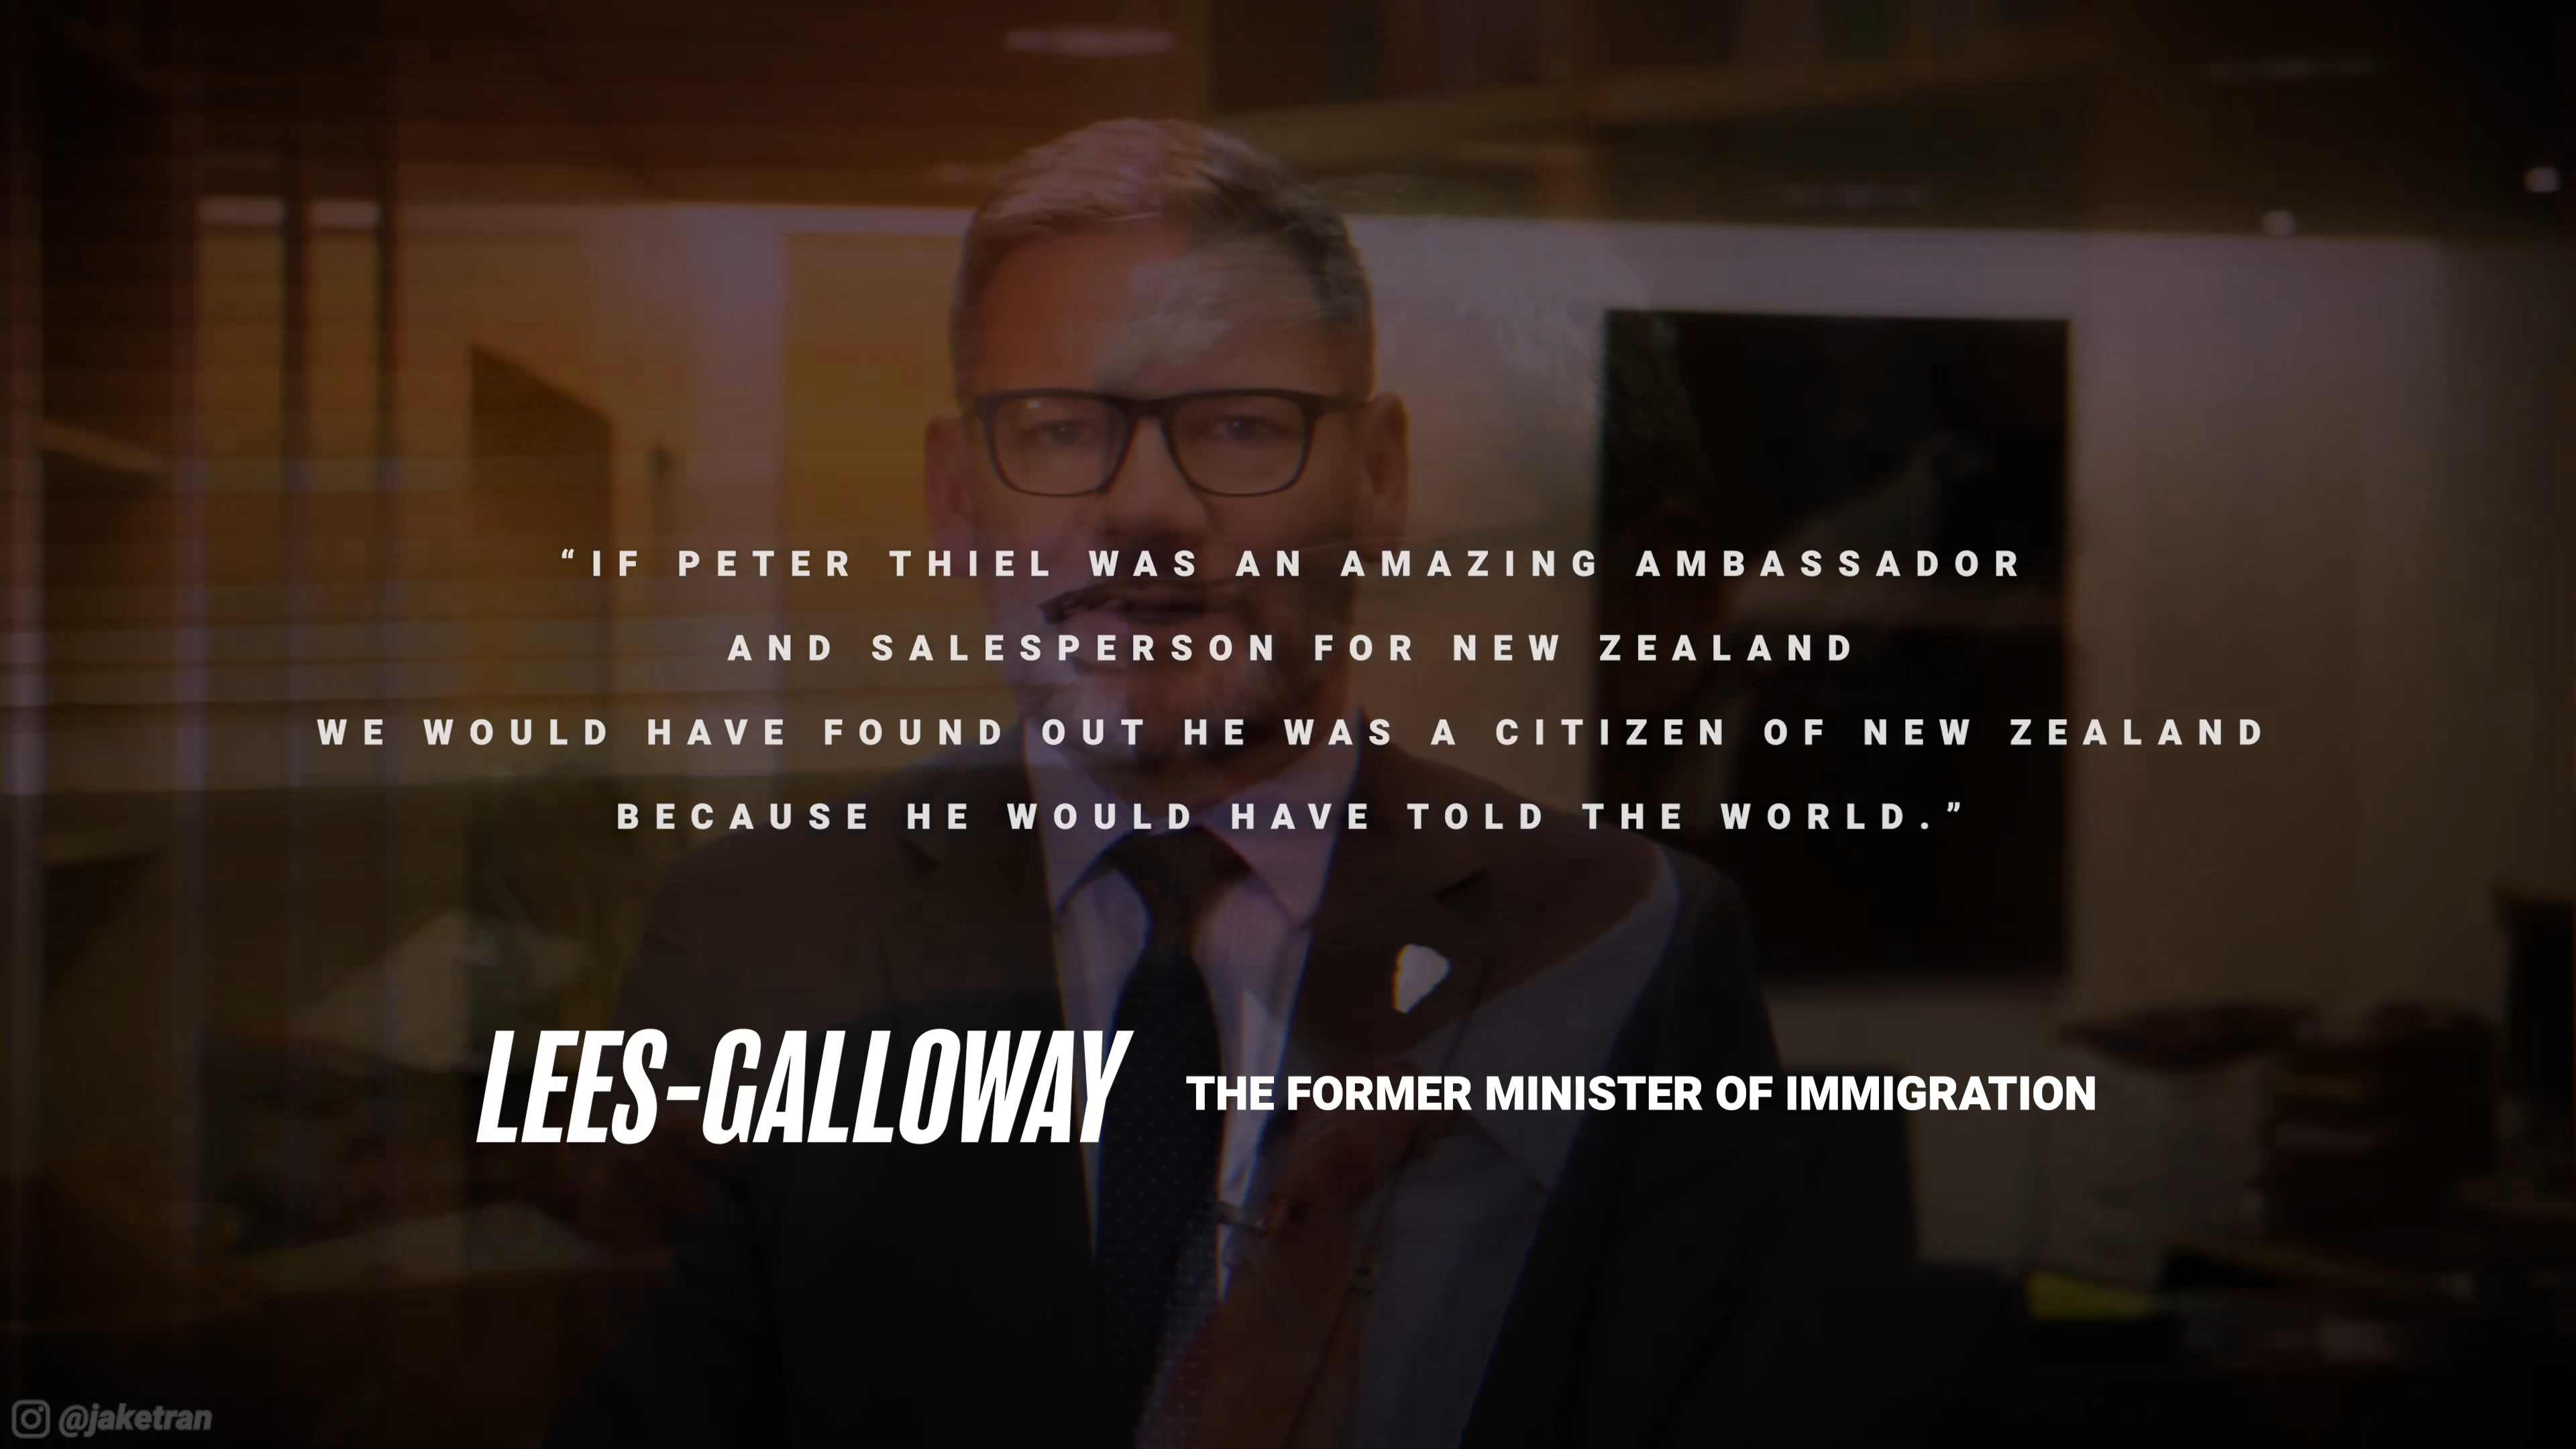 “IF PETER THIEL WAS AN AMAZING AMBASSADOR
AND SALESPERSON FOR NEW ZEALAND
WE WOULD HAVE FOUND OUT HE WAS A CITIZEN OF NEW ZEALAND
BECAUSE HE WOULD HAVE TOLD THE WORLD.”
LEES-GALLOWAY THE FORMER MINISTER OF IMMIGRATION
@jaketran